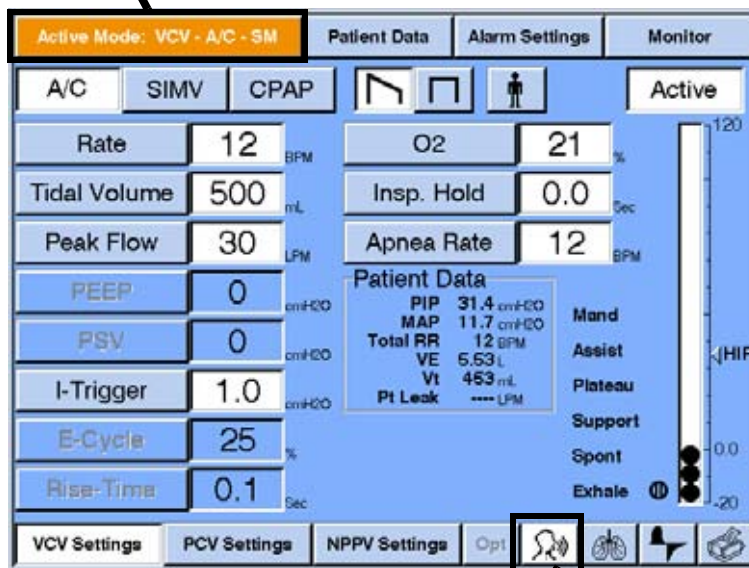 Active Mode: VCV - A/C - SM Patient Data Alarm Settings Monitor
A/C SIMV CPAP Active
120
Rate 12 BPM O2 21 %
Tidal Volume 500 mL Insp. Hold 0.0 Sec
Peak Flow 30 LPM Apnea Rate 12 BPM
PEEP 0 cmH2O
PSV 0 cmH2O
I-Trigger 1.0 cmH2O
E-Cycle 25 %
Rise-Time 0.1 Sec
Patient Data
PIP 31.4 cmH2O
MAP 11.7 cmH2O
Total RR 12 BPM
VE 5.53 L
Vt 453 mL
Pt Leak ---- LPM
Mand
Assist
Plateau
Support
Spont
Exhale
HIP
0.0
-20
VCV Settings PCV Settings NPPV Settings Opt